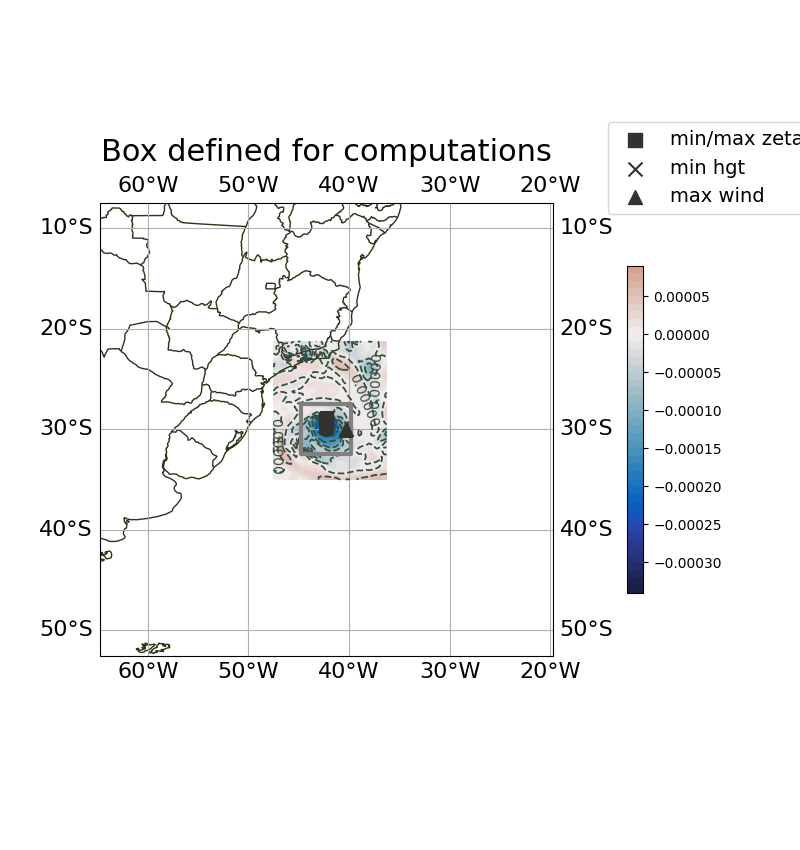 Box defined for computations
min/max zeta
min hgt
max wind
60°W 50°W 40°W 30°W 20°W
10°S 10°S
20°S 20°S
30°S 30°S
40°S 40°S
50°S 50°S
60°W 50°W 40°W 30°W 20°W
0.00005
0.00000
−0.00005
−0.00010
−0.00015
−0.00020
−0.00025
−0.00030